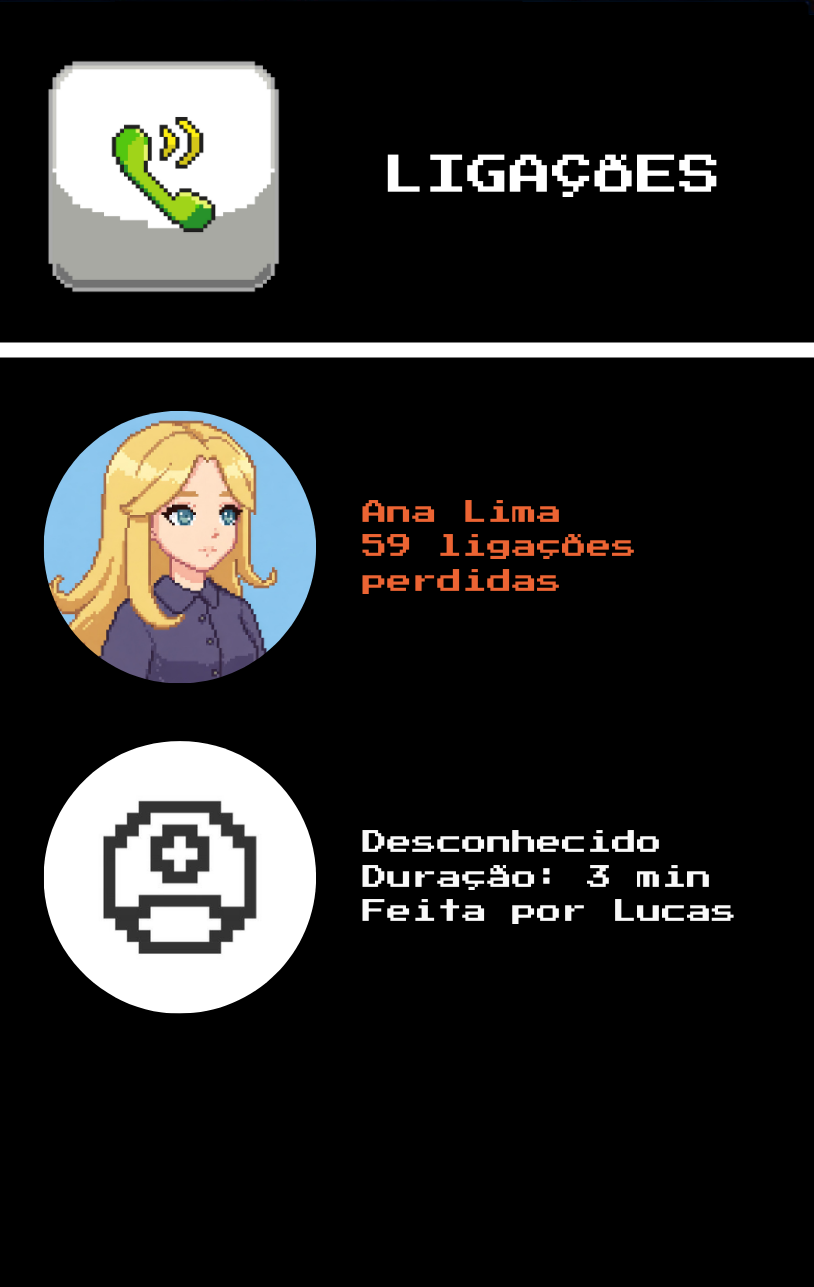 LIGAÇÕES
Ana Lima
59 ligações
perdidas
Desconhecido
Duração: 3 min
Feita por Lucas